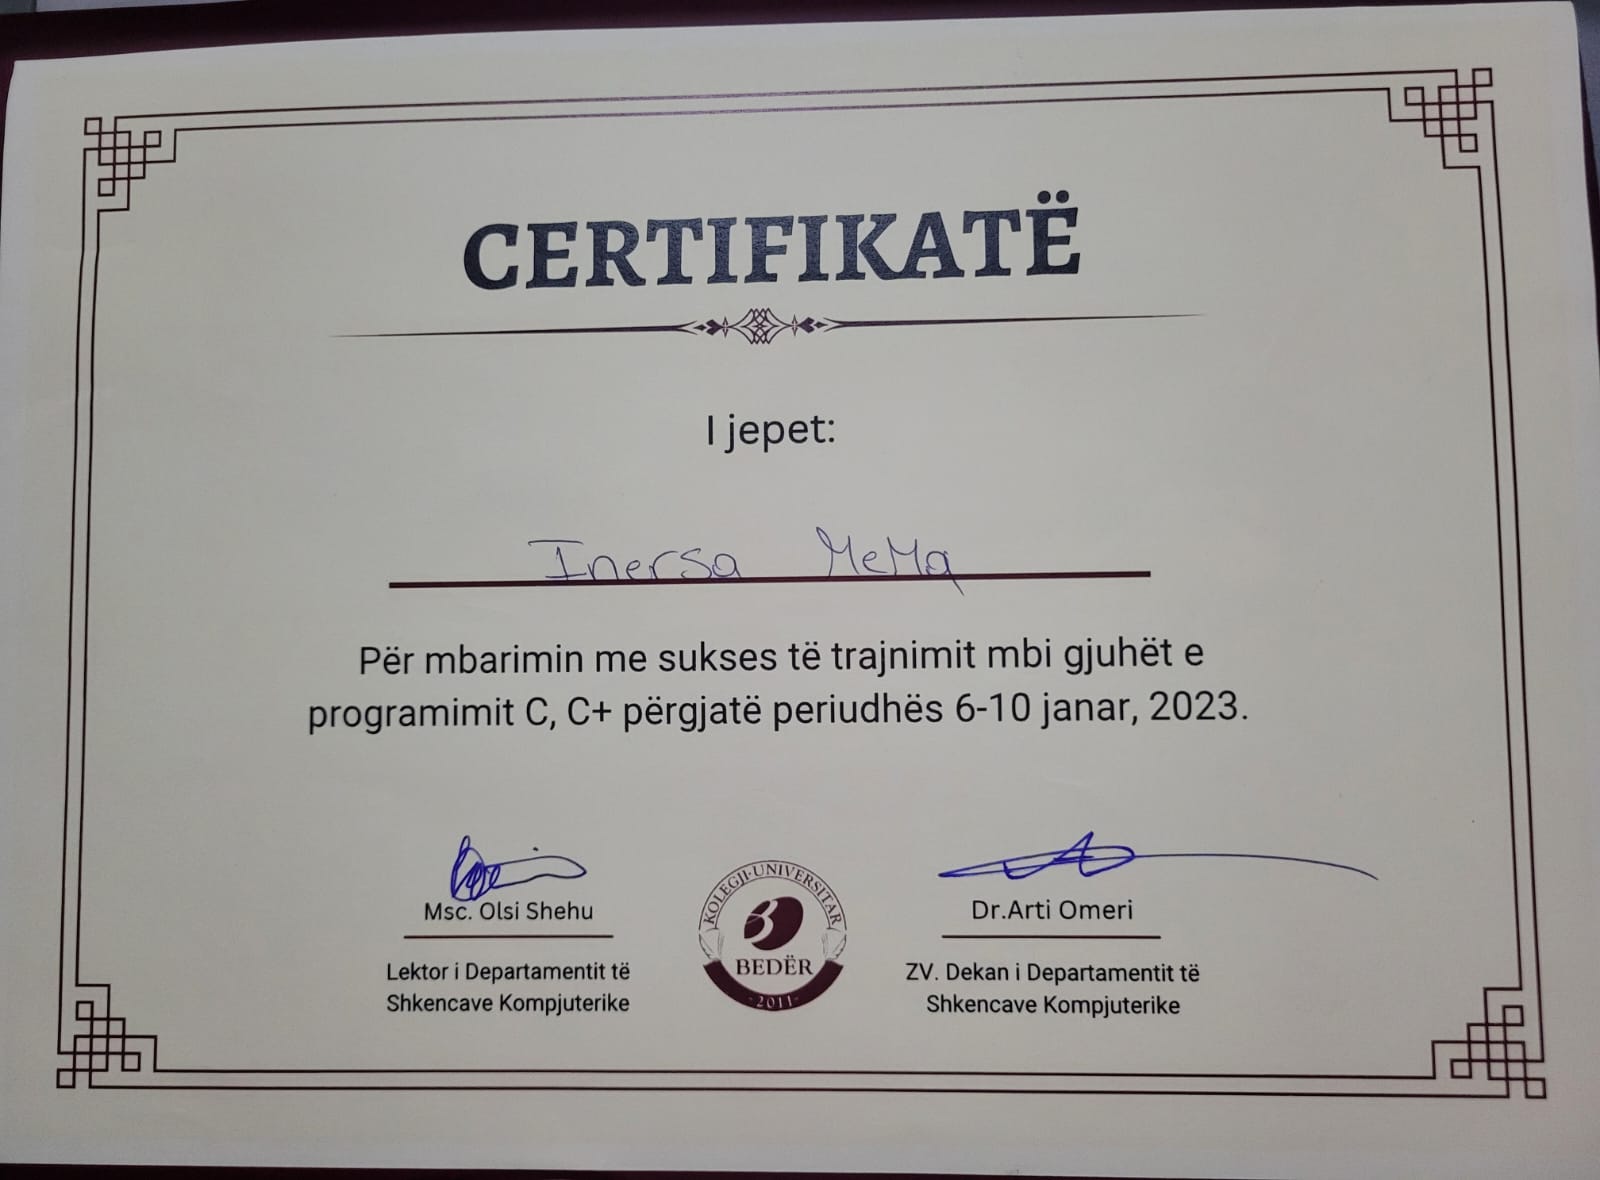 CERTIFIKATË
I jepet:
Inersa MeMa
Për mbarimin me sukses të trajnimit mbi gjuhët e
programimit C, C+ përgjatë periudhës 6-10 janar, 2023.
Msc. Olsi Shehu
Lektor i Departamentit të
Shkencave Kompjuterike
KOLEGJI UNIVERSITAR
BEDËR
- 2011 -
Dr.Arti Omeri
ZV. Dekan i Departamentit të
Shkencave Kompjuterike